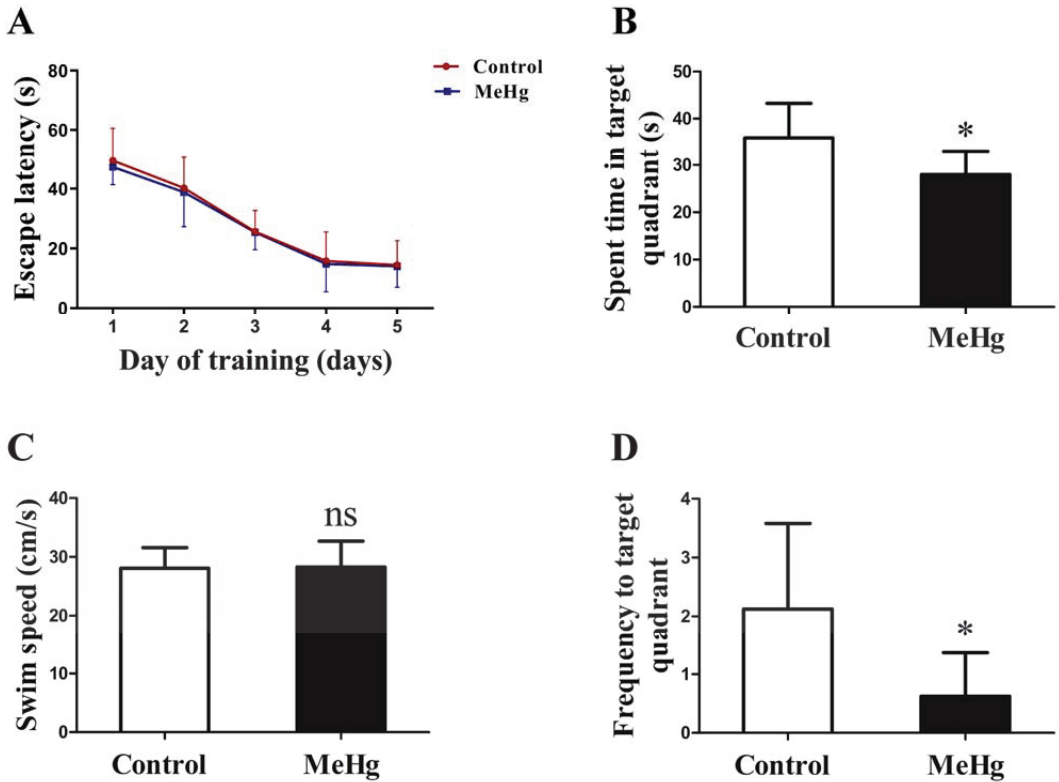 A
Escape latency (s)
80
60
40
20
0
1 2 3 4 5
Day of training (days)
Control
MeHg
B
Spent time in target
quadrant (s)
50
40
30
20
10
0
*
Control MeHg
C
Swim speed (cm/s)
40
30
20
10
0
ns
Control MeHg
D
Frequency to target
quadrant
4
3
2
1
0
*
Control MeHg